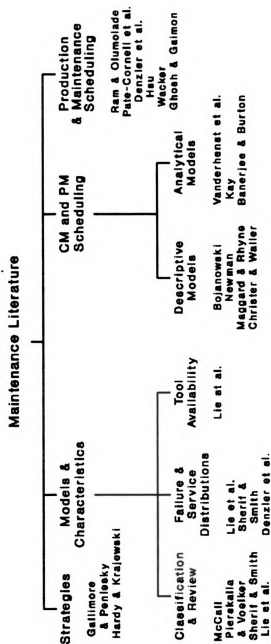 Maintenance Literature
Strategies
Gallimore
& Penlesky
Hardy & Krajewski
Models &
Characteristics
Classification
& Review
McCall
Pierskalla
& Voelker
Sherif & Smith
Lie et al.
Failure &
Service
Distributions
Lie et al.
Sherif &
Smith
Denzler et al.
Tool
Availability
Lie et al.
CM and PM
Scheduling
Descriptive
Models
Bojanowski
Newman
Maggard & Rhyne
Christer & Waller
Analytical
Models
Vanderhenst et al.
Kay
Banerjee & Burton
Production
& Maintenance
Scheduling
Ram & Olumolade
Pate-Cornell et al.
Denzler et al.
Hsu
Wacker
Ghosh & Gaimon